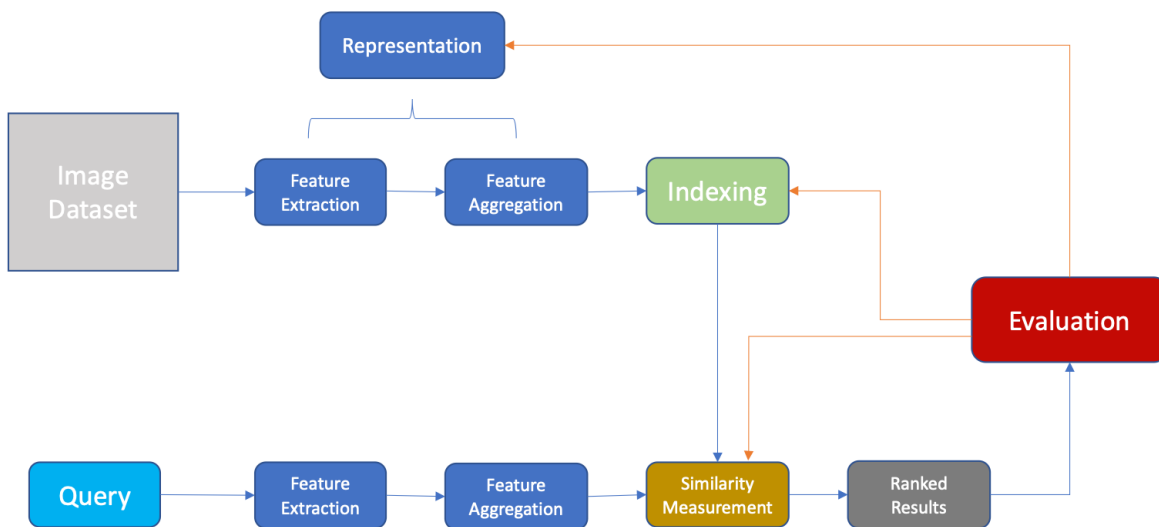 Representation
Image
Dataset
Feature
Extraction
Feature
Aggregation
Indexing
Evaluation
Query
Feature
Extraction
Feature
Aggregation
Similarity
Measurement
Ranked
Results